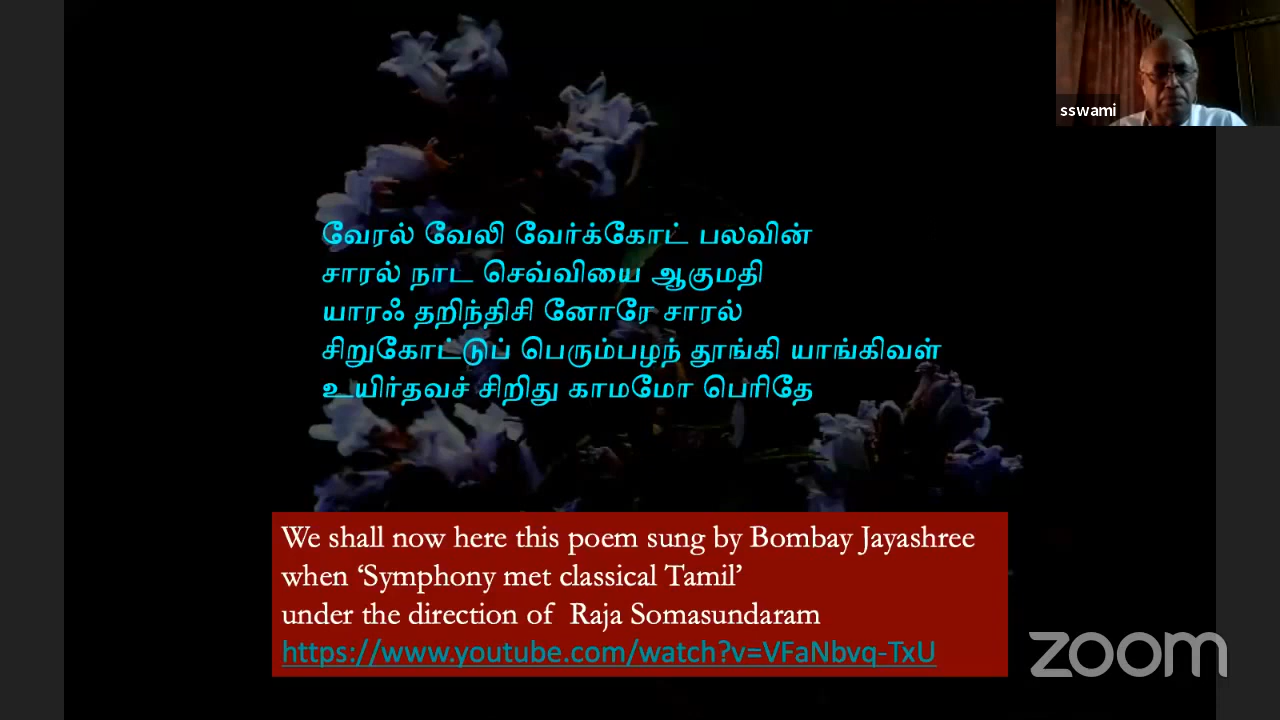 sswami
வேரல் வேலி வேர்க்கோட் பலவின்
சாரல் நாட செவ்வியை ஆகுமதி
யாரஃ தறிந்திசி னோரே சாரல்
சிறுகோட்டுப் பெரும்பழந் தூங்கி யாங்கிவள்
உயிர்தவச் சிறிது காமமோ பெரிதே
We shall now here this poem sung by Bombay Jayashree
when ‘Symphony met classical Tamil’
under the direction of Raja Somasundaram
https://www.youtube.com/watch?v=VFaNbvq-TxU
zoom